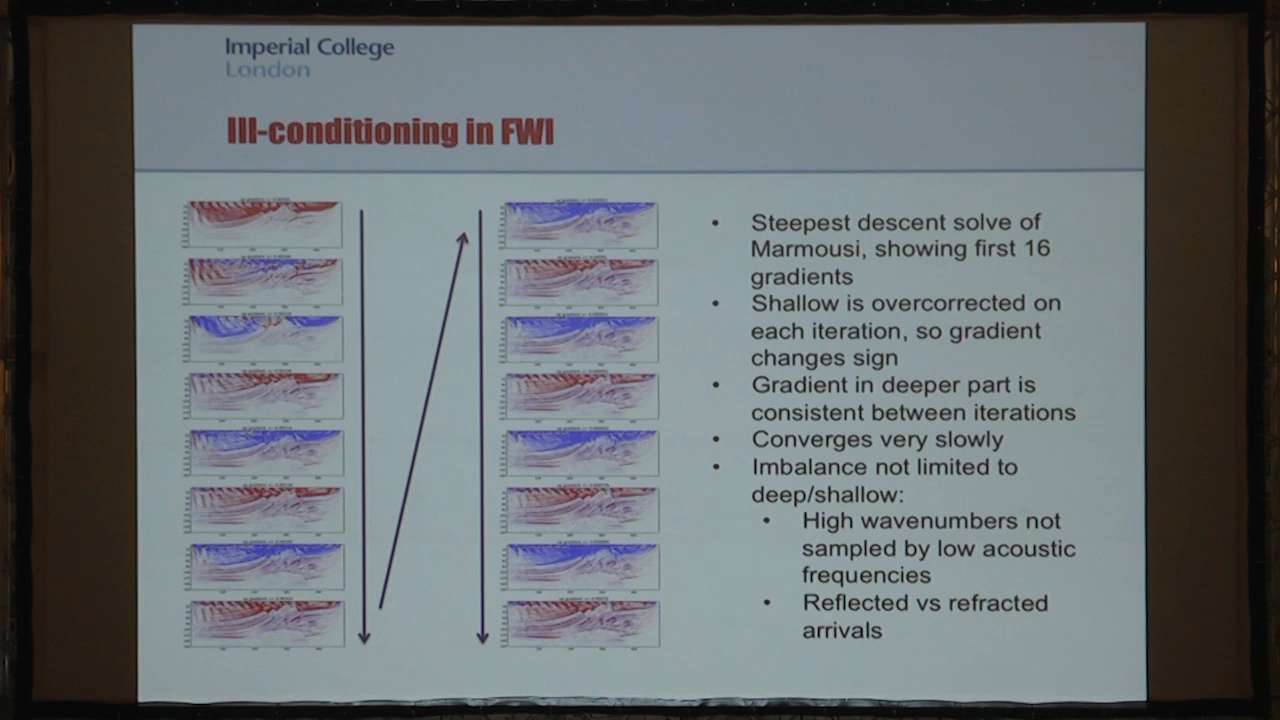 Imperial College
London
Ill-conditioning in FWI
• Steepest descent solve of
Marmousi, showing first 16
gradients
• Shallow is overcorrected on
each iteration, so gradient
changes sign
• Gradient in deeper part is
consistent between iterations
• Converges very slowly
• Imbalance not limited to
deep/shallow:
• High wavenumbers not
sampled by low acoustic
frequencies
• Reflected vs refracted
arrivals